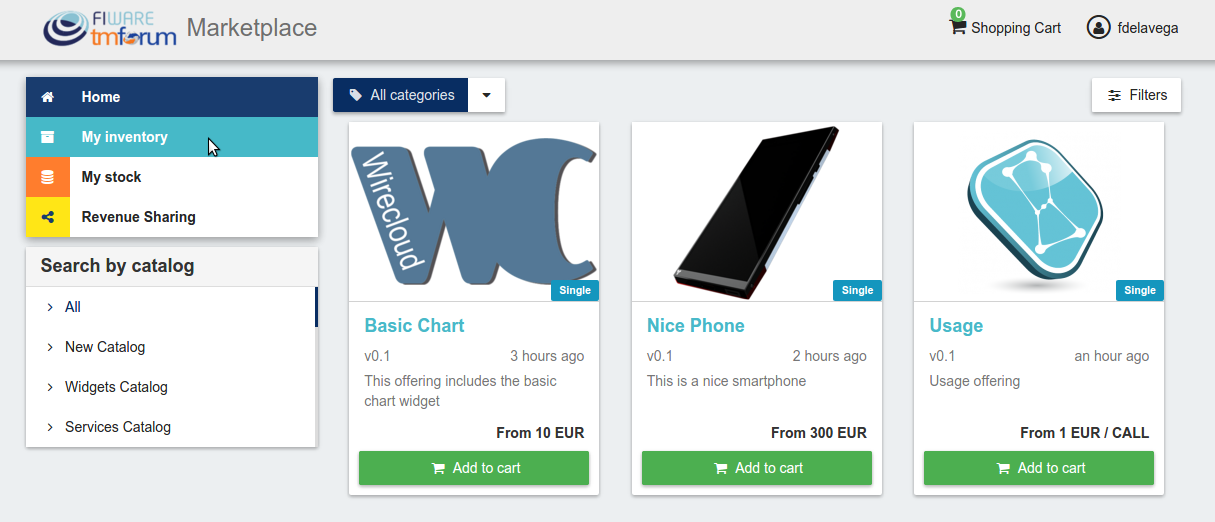 FIWARE
tmforum
Marketplace
0
Shopping Cart
fdelavega
Home
My inventory
My stock
Revenue Sharing
Search by catalog
All
New Catalog
Widgets Catalog
Services Catalog
All categories
Filters
Wirecloud
WC
Single
Basic Chart
v0.1 3 hours ago
This offering includes the basic
chart widget
From 10 EUR
Add to cart
Single
Nice Phone
v0.1 2 hours ago
This is a nice smartphone
From 300 EUR
Add to cart
Single
Usage
v0.1 an hour ago
Usage offering
From 1 EUR / CALL
Add to cart